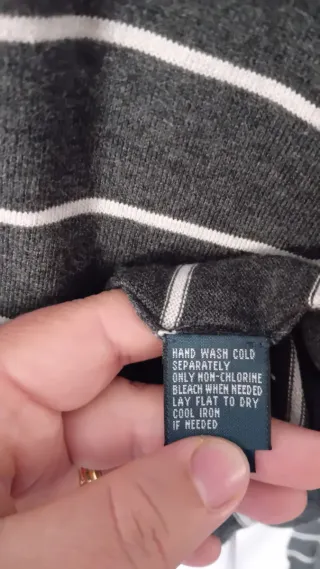 HAND WASH COLD
SEPARATELY
ONLY NON-CHLORINE
BLEACH WHEN NEEDED
LAY FLAT TO DRY
COOL IRON
IF NEEDED